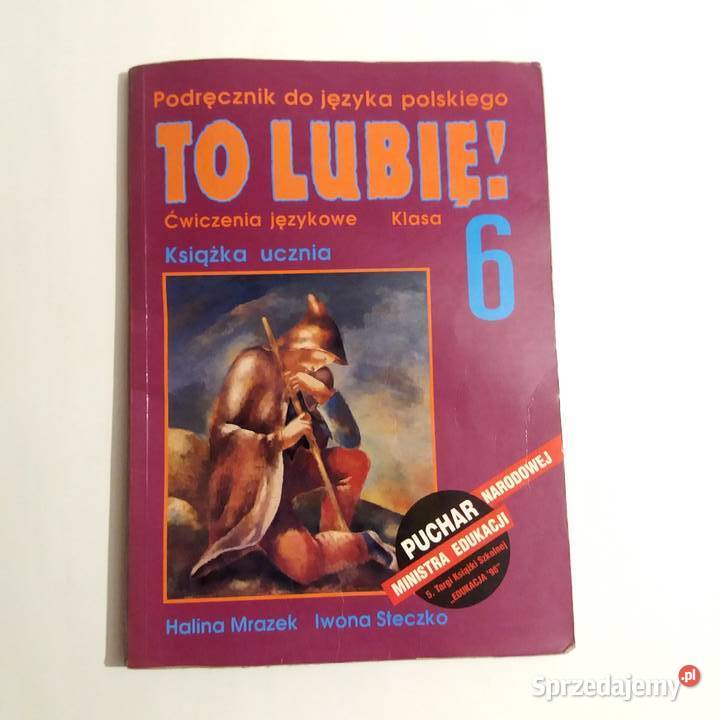 Podręcznik do języka polskiego
TO LUBIĘ!
Ćwiczenia językowe Klasa
6
Książka ucznia
PUCHAR
MINISTRA EDUKACJI
NARODOWEJ
5. Targi Książki Szkolnej
„EDUKACJA '96"
Halina Mrazek Iwona Steczko
Sprzedajemy.pl